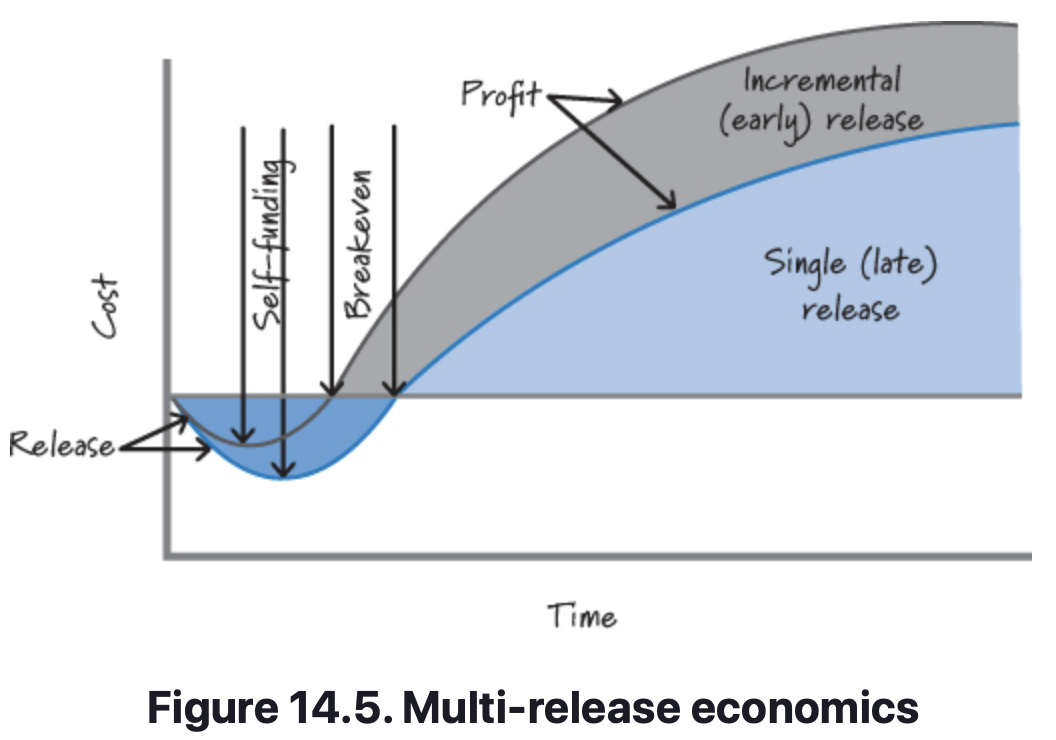 Profit
Incremental
(early) release
Self-funding
Breakeven
Single (late)
release
Cost
Release
Time
Figure 14.5. Multi-release economics